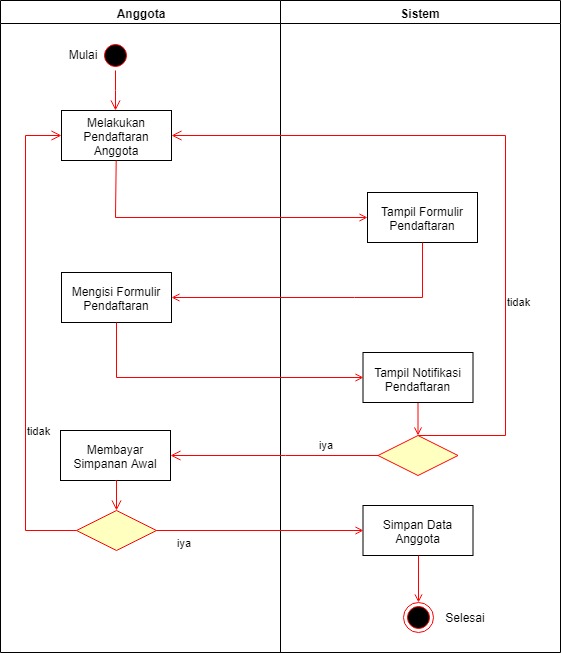 Anggota
Sistem
Mulai
Melakukan
Pendaftaran
Anggota
Tampil Formulir
Pendaftaran
Mengisi Formulir
Pendaftaran
tidak
Tampil Notifikasi
Pendaftaran
tidak
iya
Membayar
Simpanan Awal
Simpan Data
Anggota
iya
Selesai